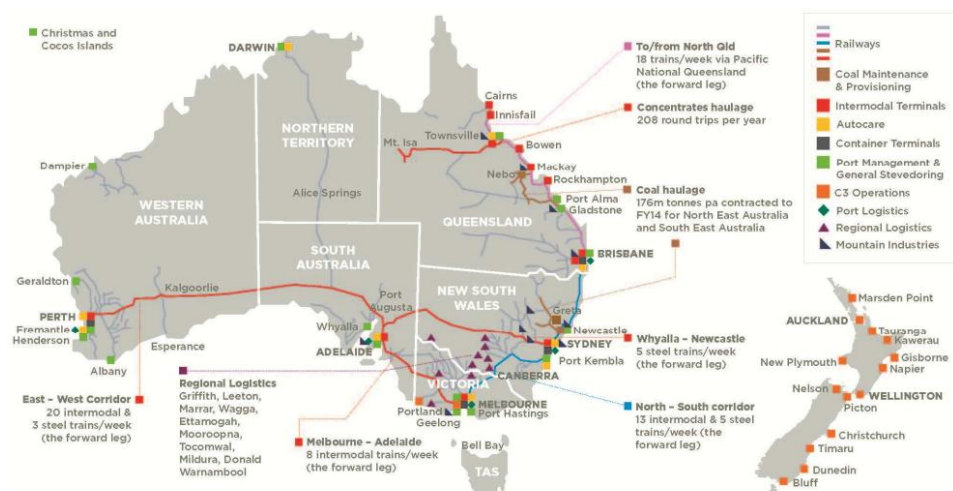 Christmas and
Cocos Islands
DARWIN
To/from North Qld
18 trains/week via Pacific
National Queensland
(the forward leg)
Concentrates haulage
208 round trips per year
Railways
Coal Maintenance
& Provisioning
Intermodal Terminals
Autocare
Container Terminals
Port Management &
General Stevedoring
C3 Operations
Port Logistics
Regional Logistics
Mountain Industries
Cairns
Innisfail
Townsville
Mt. Isa
Bowen
Mackay
Nebo
Rockhampton
Coal haulage
176m tonnes pa contracted to
FY14 for North East Australia
and South East Australia
Port Alma
Gladstone
NORTHERN
TERRITORY
Dampier
Alice Springs
WESTERN
AUSTRALIA
QUEENSLAND
SOUTH
AUSTRALIA
BRISBANE
Geraldton
Kalgoorlie
Port
Augusta
NEW SOUTH
WALES
Greta
PERTH
Fremantle
Henderson
Esperance
Albany
Whyalla
ADELAIDE
Newcastle
SYDNEY
Port Kembla
CANBERRA
Whyalla – Newcastle
5 steel trains/week
(the forward leg)
East – West Corridor
20 intermodal &
3 steel trains/week
(the forward leg)
Regional Logistics
Griffith, Leeton,
Marrar, Wagga,
Ettamogah,
Mooroopna,
Tocomwal,
Mildura, Donald
Warnambool
VICTORIA
MELBOURNE
Portland
Geelong
Port Hastings
Melbourne – Adelaide
8 intermodal trains/week
(the forward leg)
North – South corridor
13 intermodal & 5 steel
trains/week (the
forward leg)
Bell Bay
TAS
Marsden Point
AUCKLAND
Tauranga
Kawerau
Gisborne
New Plymouth
Napier
Nelson
WELLINGTON
Picton
Christchurch
Timaru
Dunedin
Bluff